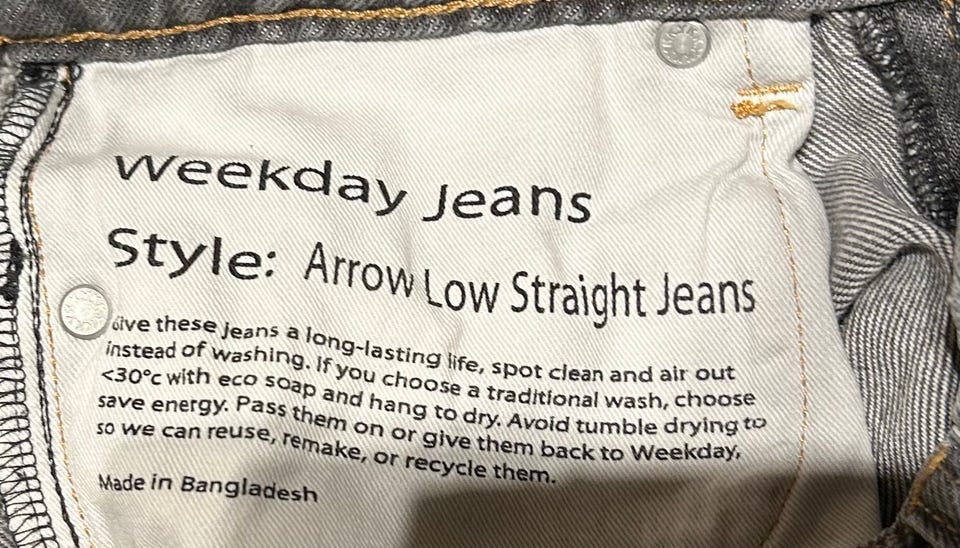 Weekday Jeans
Style: Arrow Low Straight Jeans
Give these jeans a long-lasting life, spot clean and air out
instead of washing. If you choose a traditional wash, choose
<30°c with eco soap and hang to dry. Avoid tumble drying to
save energy. Pass them on or give them back to Weekday,
so we can reuse, remake, or recycle them.
Made in Bangladesh